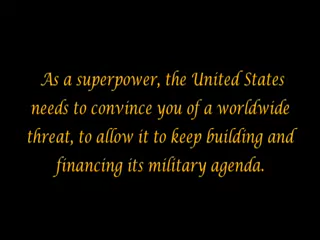 As a superpower, the United States
needs to convince you of a worldwide
threat, to allow it to keep building and
financing its military agenda.